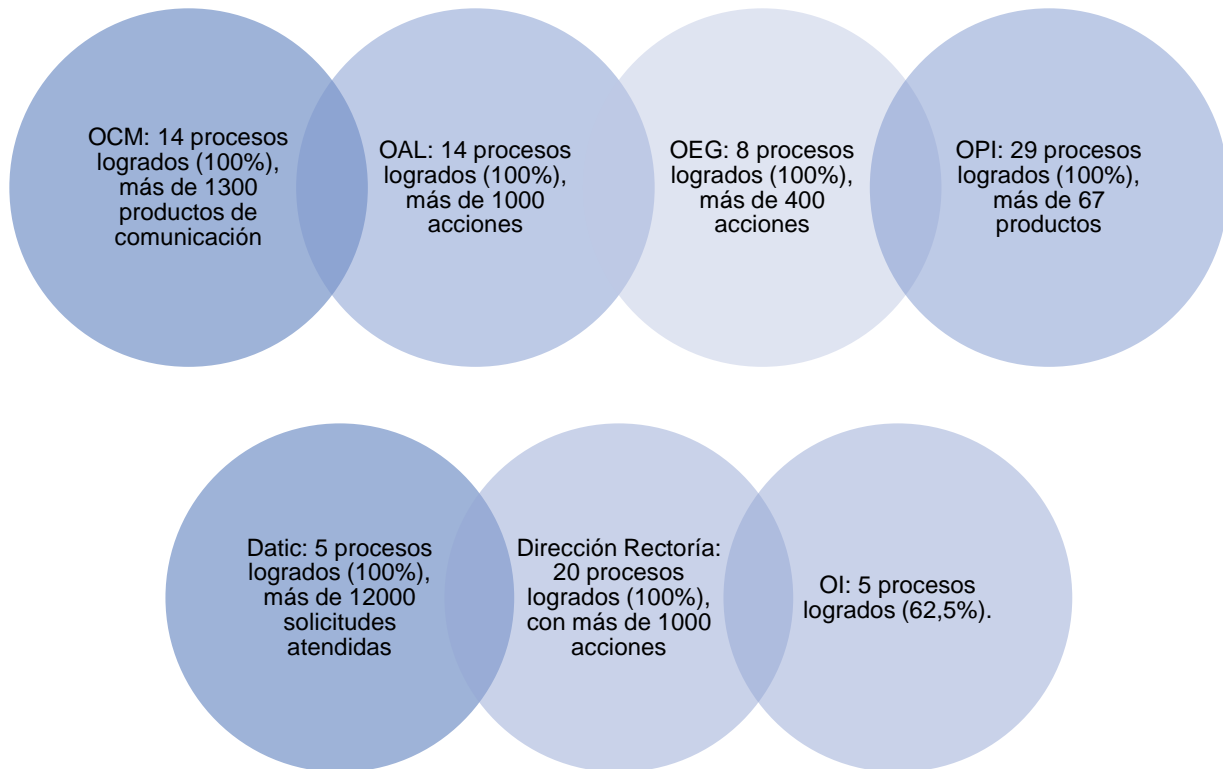 OCM: 14 procesos
logrados (100%),
más de 1300
productos de
comunicación
OAL: 14 procesos
logrados (100%),
más de 1000
acciones
OEG: 8 procesos
logrados (100%),
más de 400
acciones
OPI: 29 procesos
logrados (100%),
más de 67
productos
Datic: 5 procesos
logrados (100%),
más de 12000
solicitudes
atendidas
Dirección Rectoría:
20 procesos
logrados (100%),
con más de 1000
acciones
OI: 5 procesos
logrados (62,5%).